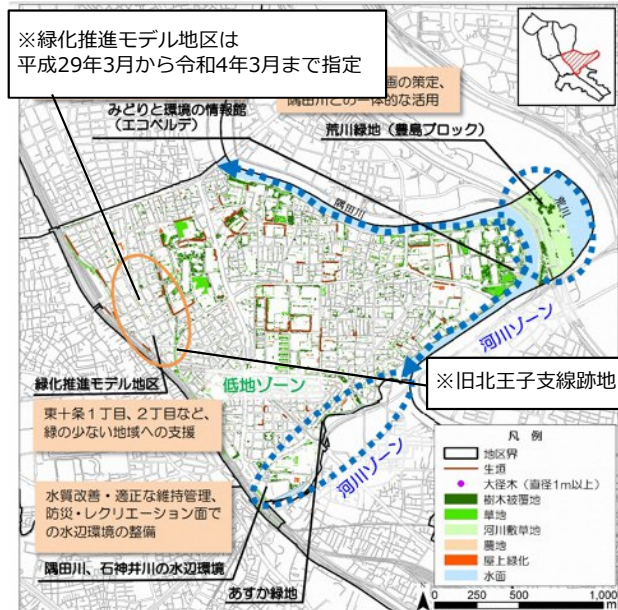 ※緑化推進モデル地区は
平成29年3月から令和4年3月まで指定
画の策定、
隅田川との一体的な活用
みどりと環境の情報館
（エコベルデ）
荒川緑地（豊島ブロック）
隅田川
荒川
河川ゾーン
※旧北王子支線跡地
緑化推進モデル地区
低地ゾーン
東十条１丁目、２丁目など、
緑の少ない地域への支援
河川ゾーン
水質改善・適正な維持管理、
防災・レクリエーション面で
の水辺環境の整備
隅田川、石神井川の水辺環境
あすか緑地
凡 例
地区界
生垣
大径木（直径1m以上）
樹木被覆地
草地
河川敷草地
農地
屋上緑化
水面
0 250 500 1,000
m